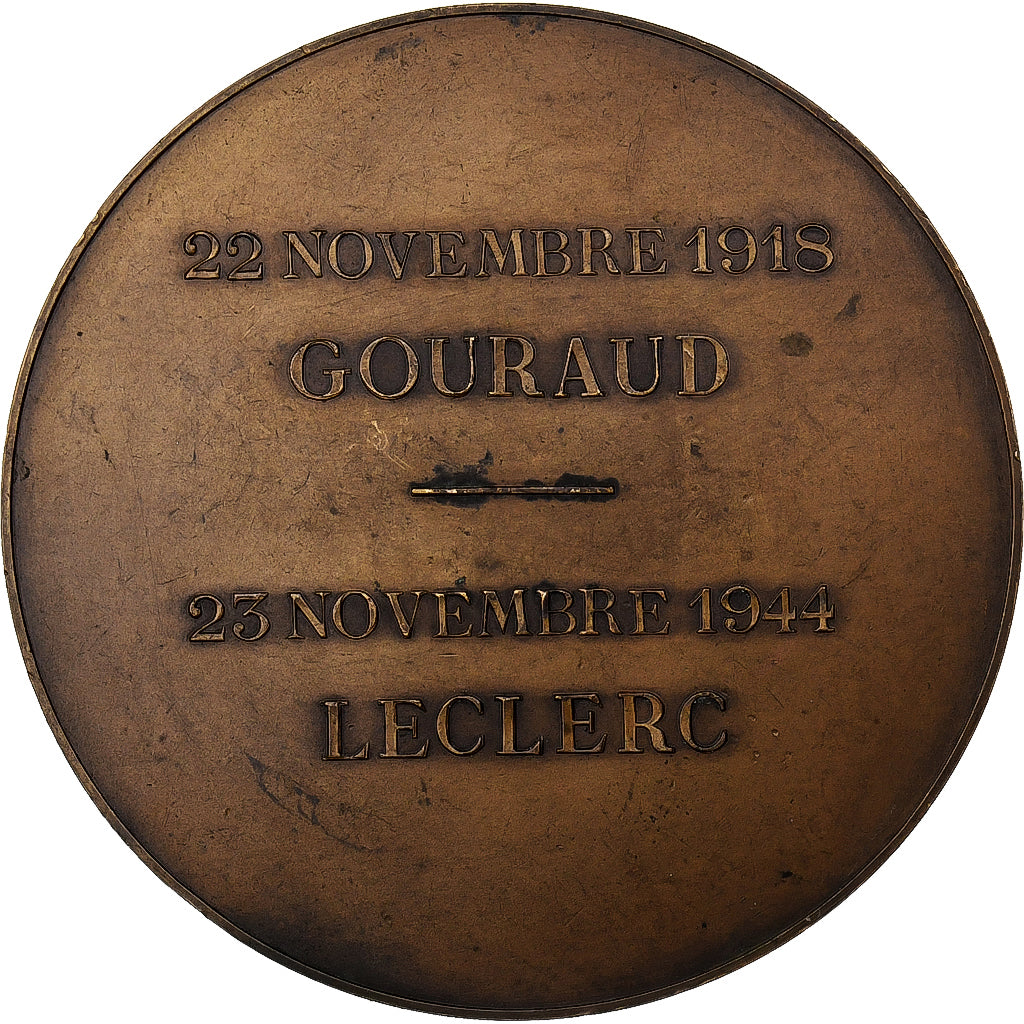 22 NOVEMBRE 1918
GOURAUD
23 NOVEMBRE 1944
LECLERC